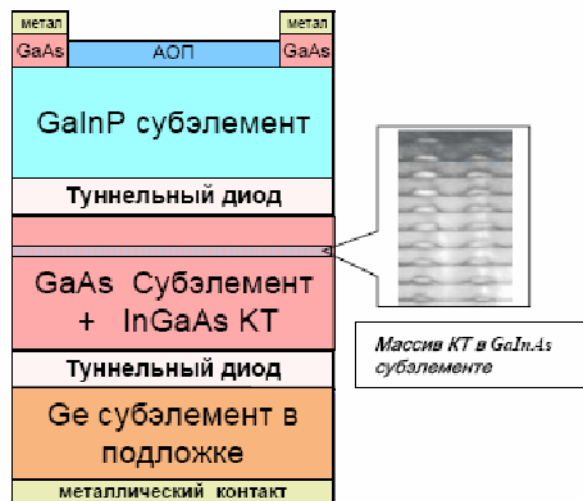 метал
метал
GaAs
АОП
GaAs
GaInP субэлемент
Туннельный диод
GaAs Субэлемент
+ InGaAs КТ
Массив КТ в GaInAs
субэлементе
Туннельный диод
Ge субэлемент в
подложке
металлический контакт